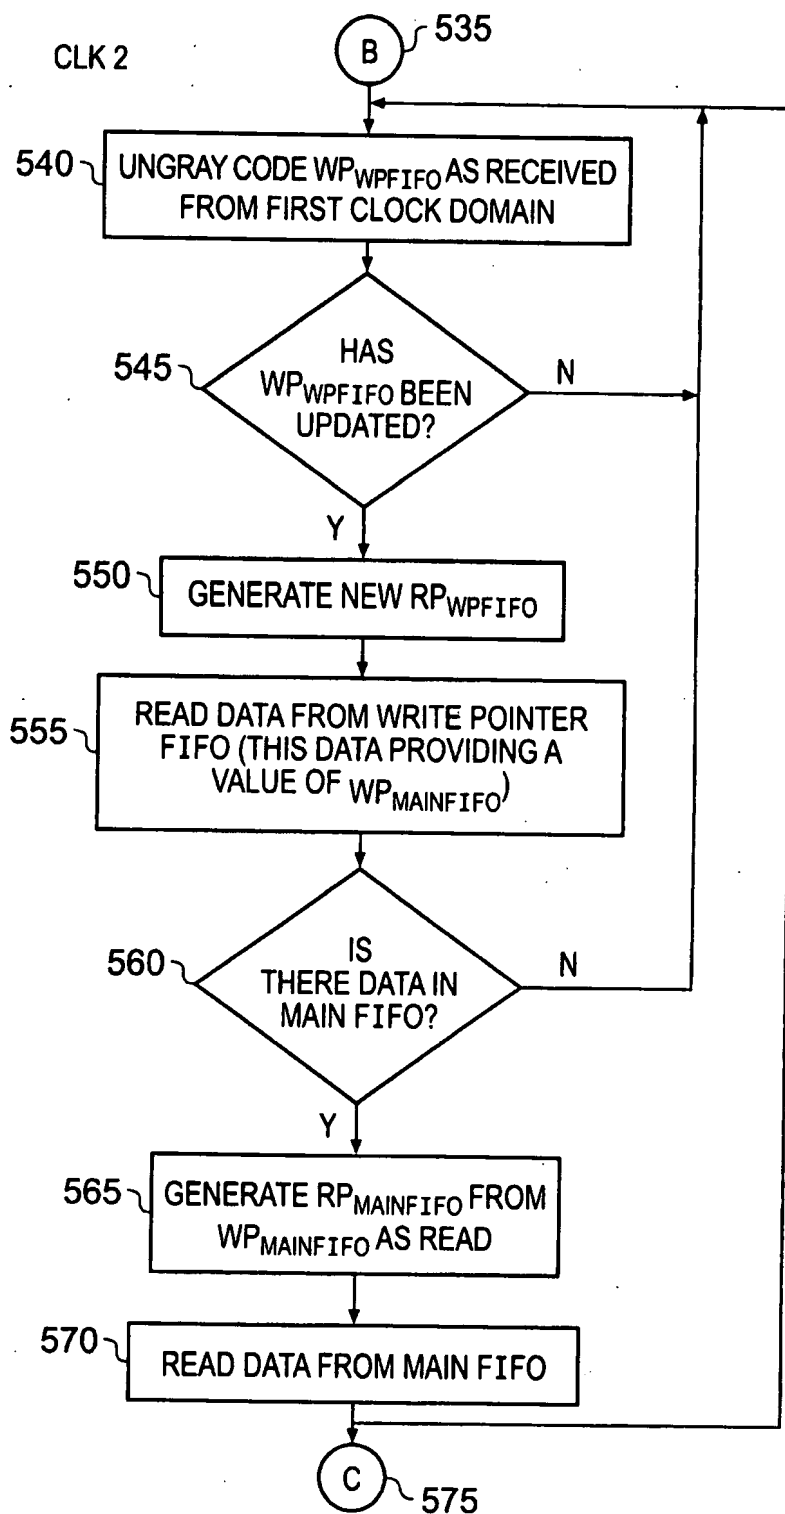 CLK 2
B
535
540
UNGRAY CODE WPWPFIFO AS RECEIVED
FROM FIRST CLOCK DOMAIN
545
HAS
WPWPFIFO BEEN
UPDATED?
N
Y
550
GENERATE NEW RPWPFIFO
555
READ DATA FROM WRITE POINTER
FIFO (THIS DATA PROVIDING A
VALUE OF WPMAINFIFO)
560
IS
THERE DATA IN
MAIN FIFO?
N
Y
565
GENERATE RPMAINFIFO FROM
WPMAINFIFO AS READ
570
READ DATA FROM MAIN FIFO
C
575